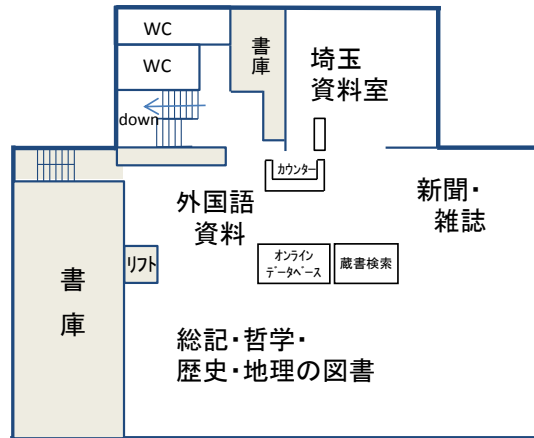 WC
WC
down
書
庫
埼玉
資料室
カウンター
外国語
資料
新聞・
雑誌
書
庫
リフト
オンライン
データベース
蔵書検索
総記・哲学・
歴史・地理の図書